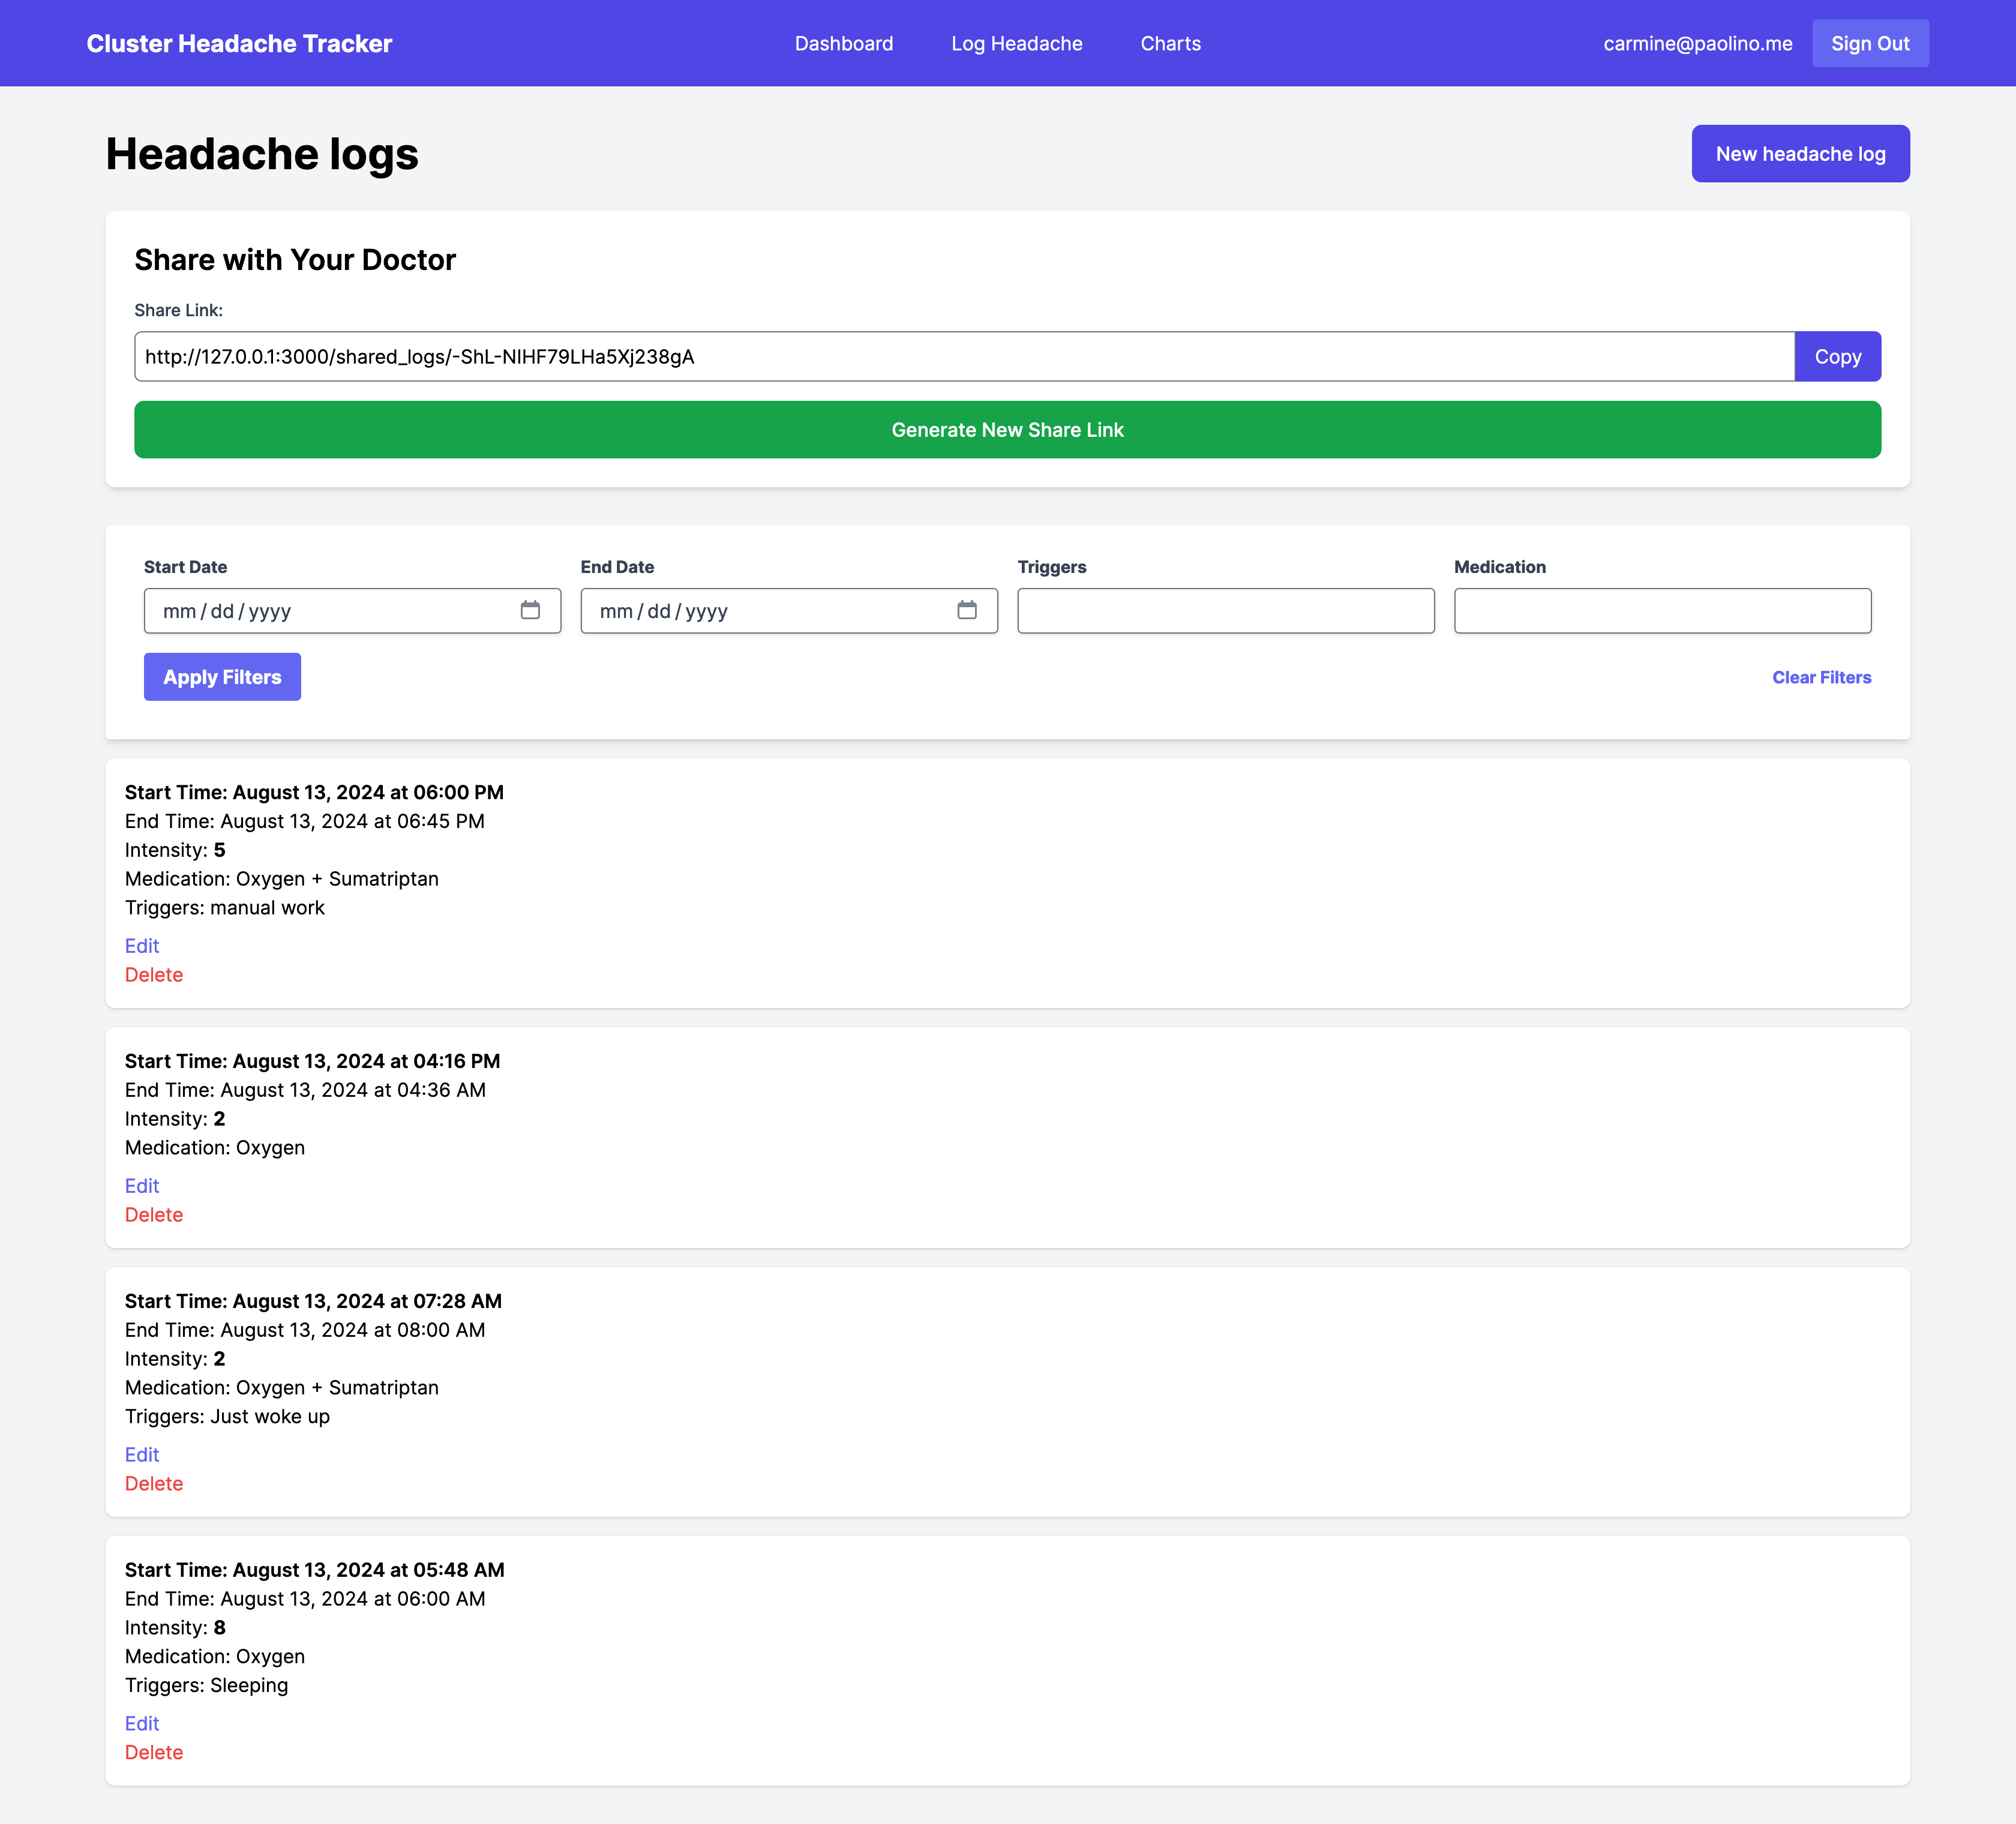 Cluster Headache Tracker
Dashboard
Log Headache
Charts
carmine@paolino.me
Sign Out
Headache logs
New headache log
Share with Your Doctor
Share Link:
http://127.0.0.1:3000/shared_logs/-ShL-NIHF79LHa5Xj238gA
Copy
Generate New Share Link
Start Date
End Date
Triggers
Medication
mm/dd/yyyy
mm/dd/yyyy
Apply Filters
Clear Filters
Start Time: August 13, 2024 at 06:00 PM
End Time: August 13, 2024 at 06:45 PM
Intensity: 5
Medication: Oxygen + Sumatriptan
Triggers: manual work
Edit
Delete
Start Time: August 13, 2024 at 04:16 PM
End Time: August 13, 2024 at 04:36 AM
Intensity: 2
Medication: Oxygen
Edit
Delete
Start Time: August 13, 2024 at 07:28 AM
End Time: August 13, 2024 at 08:00 AM
Intensity: 2
Medication: Oxygen + Sumatriptan
Triggers: Just woke up
Edit
Delete
Start Time: August 13, 2024 at 05:48 AM
End Time: August 13, 2024 at 06:00 AM
Intensity: 8
Medication: Oxygen
Triggers: Sleeping
Edit
Delete